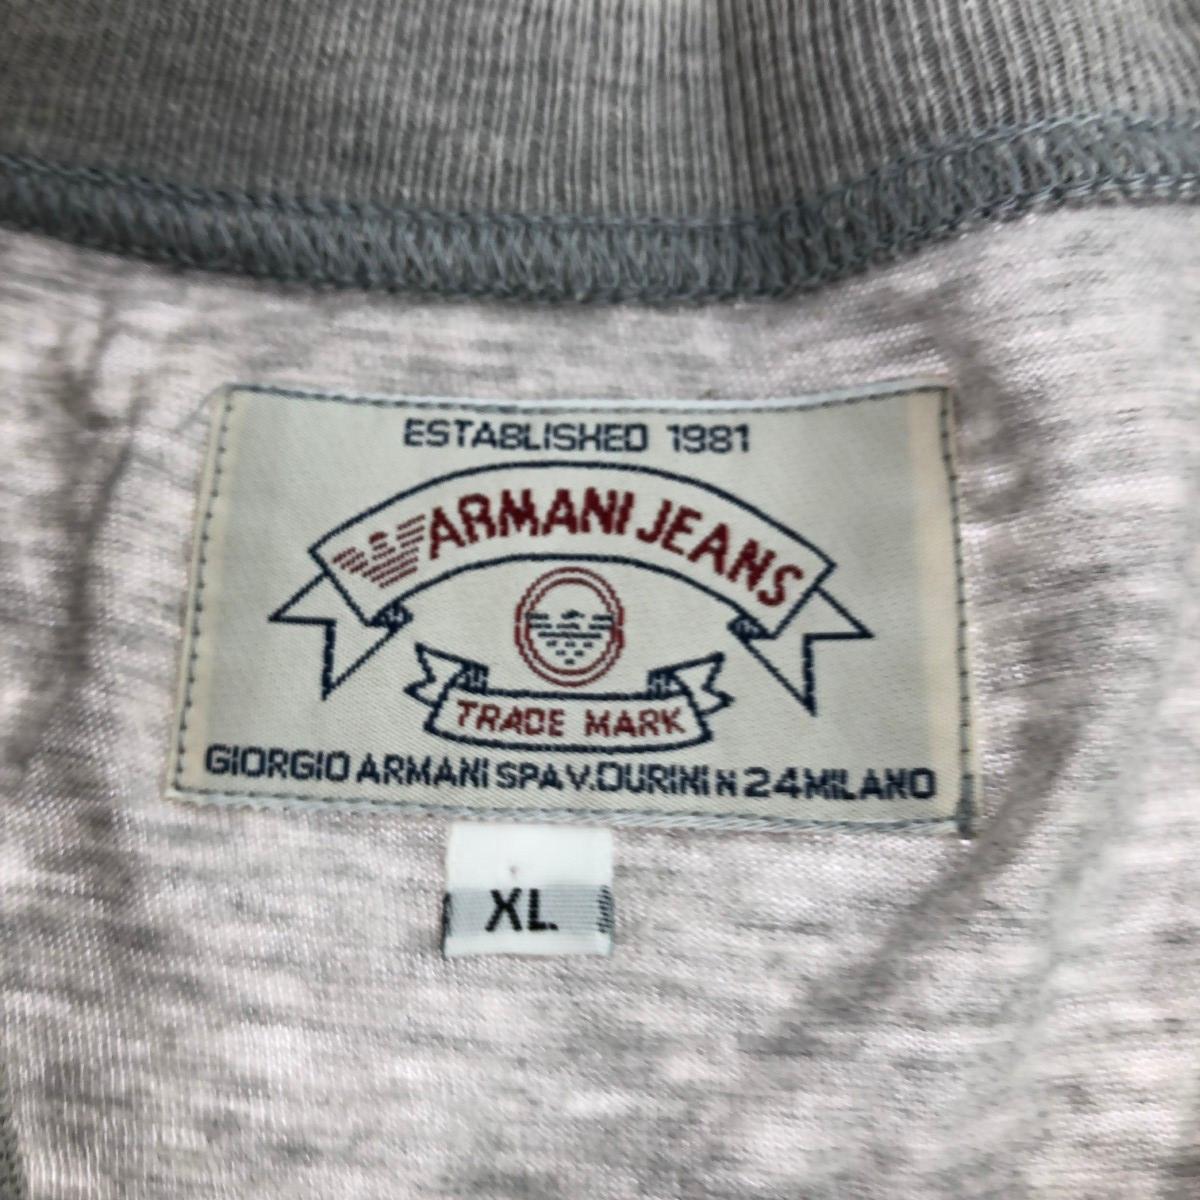 ESTABLISHED 1981
ARMANI JEANS
TRADE MARK
GIORGIO ARMANI SPA V.DURINI N 24 MILANO
XL